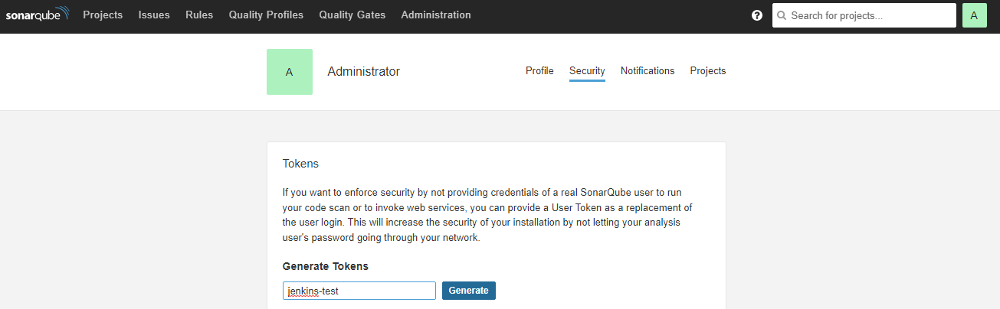 sonarqube Projects Issues Rules Quality Profiles Quality Gates Administration ? Search for projects... A
A Administrator Profile Security Notifications Projects
Tokens
If you want to enforce security by not providing credentials of a real SonarQube user to run
your code scan or to invoke web services, you can provide a User Token as a replacement of
the user login. This will increase the security of your installation by not letting your analysis
user's password going through your network.
Generate Tokens
jenkins-test Generate